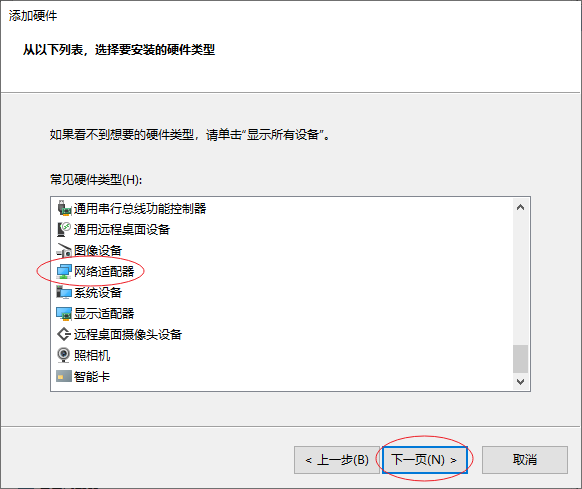 添加硬件
从以下列表，选择要安装的硬件类型
如果看不到想要的硬件类型，请单击"显示所有设备"。
常见硬件类型(H):
通用串行总线功能控制器
通用远程桌面设备
图像设备
网络适配器
系统设备
显示适配器
远程桌面摄像头设备
照相机
智能卡
< 上一步(B) 下一页(N) > 取消